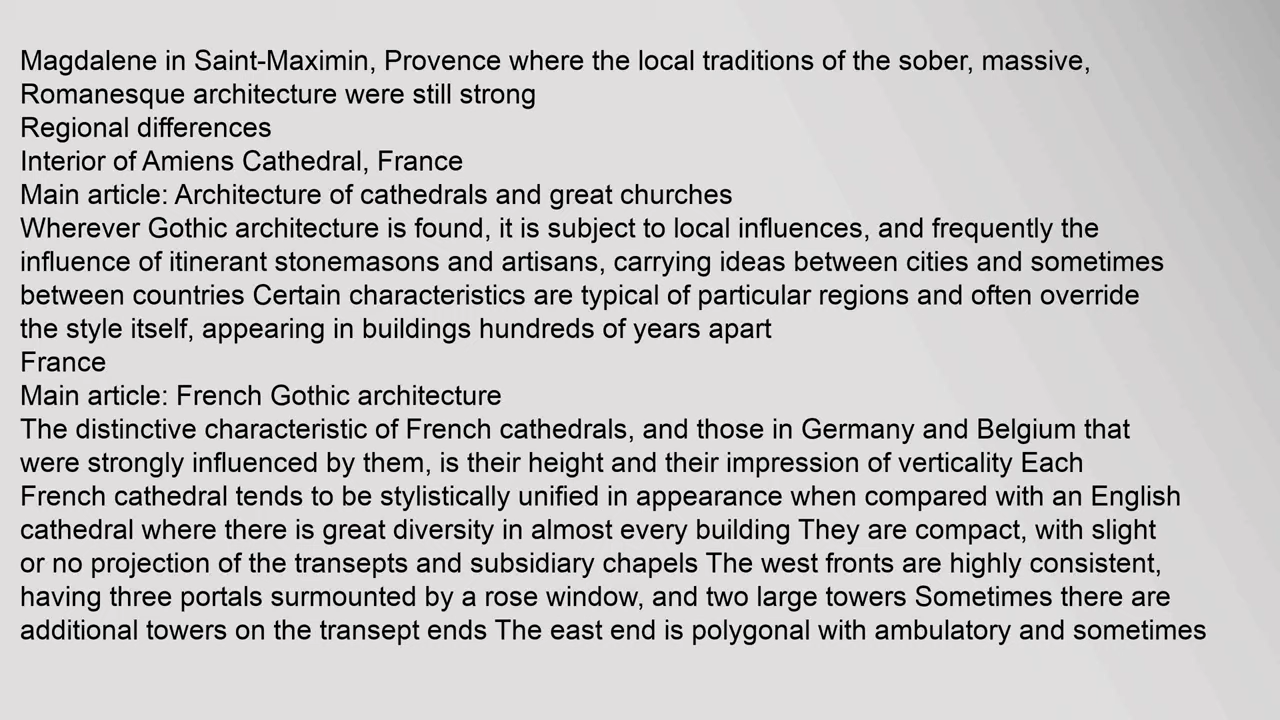 Magdalene in Saint-Maximin, Provence where the local traditions of the sober, massive,
Romanesque architecture were still strong
Regional differences
Interior of Amiens Cathedral, France
Main article: Architecture of cathedrals and great churches
Wherever Gothic architecture is found, it is subject to local influences, and frequently the
influence of itinerant stonemasons and artisans, carrying ideas between cities and sometimes
between countries Certain characteristics are typical of particular regions and often override
the style itself, appearing in buildings hundreds of years apart
France
Main article: French Gothic architecture
The distinctive characteristic of French cathedrals, and those in Germany and Belgium that
were strongly influenced by them, is their height and their impression of verticality Each
French cathedral tends to be stylistically unified in appearance when compared with an English
cathedral where there is great diversity in almost every building They are compact, with slight
or no projection of the transepts and subsidiary chapels The west fronts are highly consistent,
having three portals surmounted by a rose window, and two large towers Sometimes there are
additional towers on the transept ends The east end is polygonal with ambulatory and sometimes